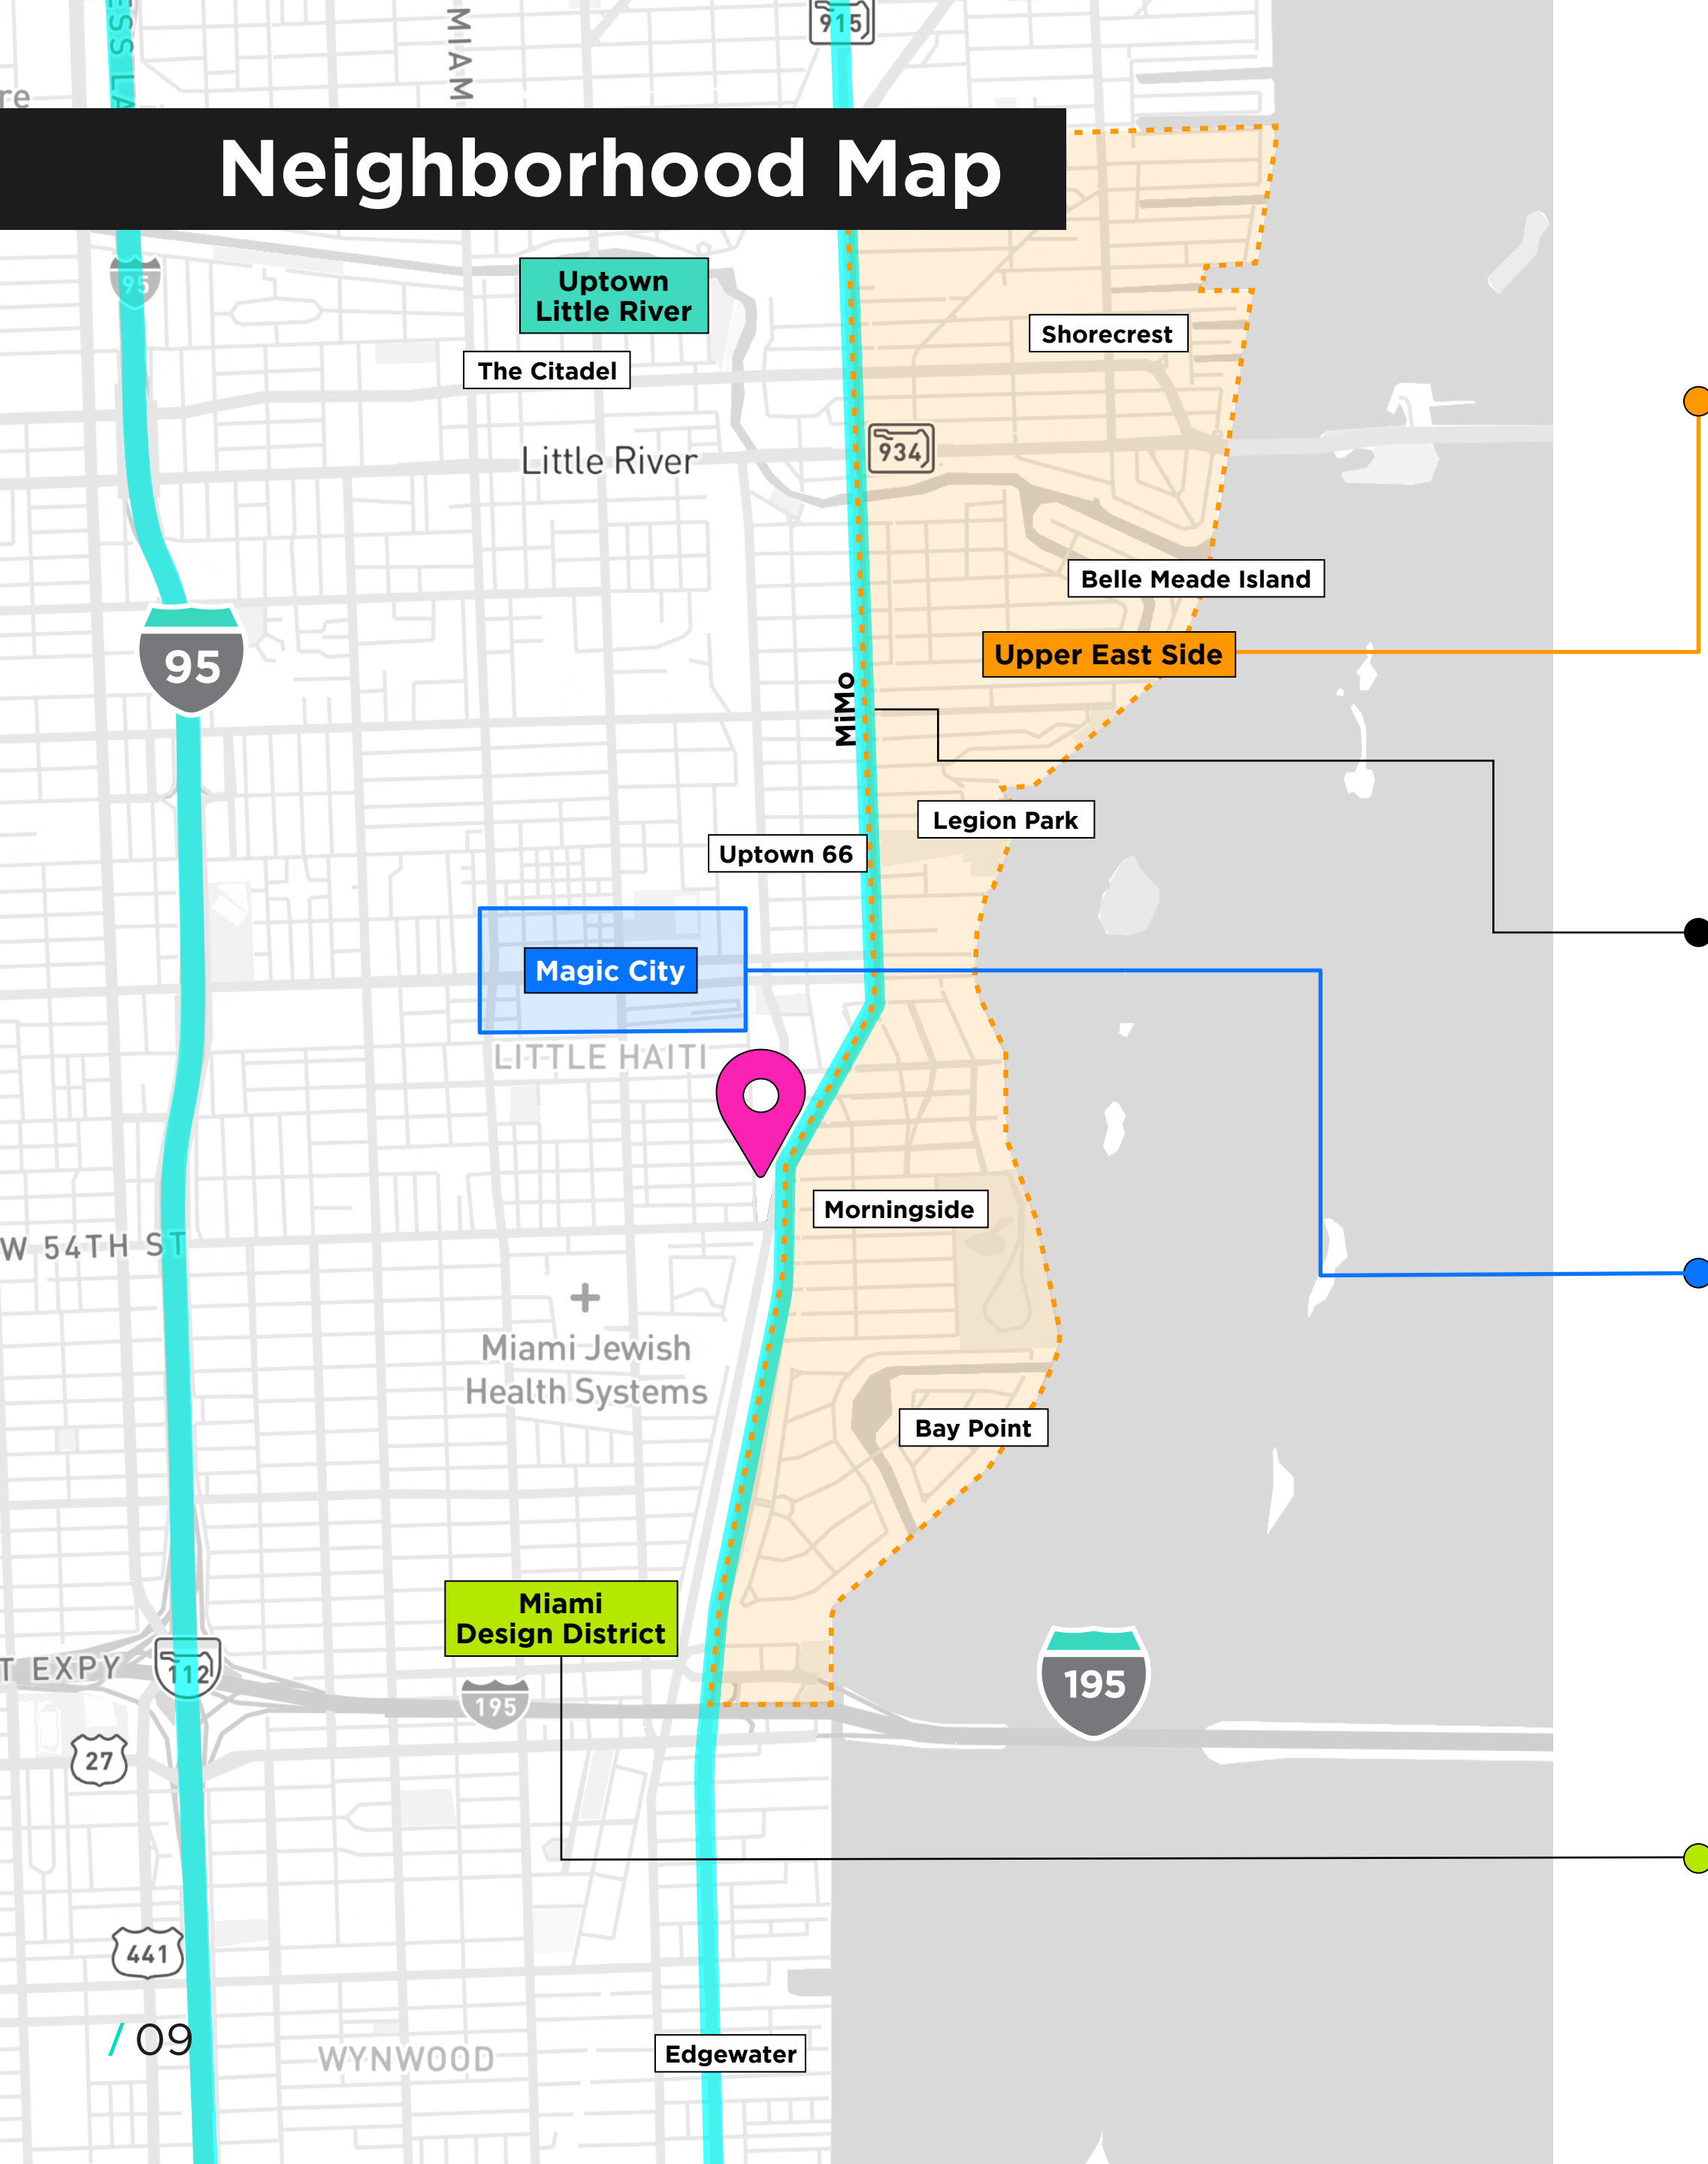 MIAM
915
re
Neighborhood Map
95
Uptown
Little River
Shorecrest
The Citadel
934
Little River
Belle Meade Island
95
Upper East Side
MiMo
Legion Park
Uptown 66
Magic City
LITTLE HAITI
Morningside
W 54TH ST
Miami Jewish
Health Systems
Bay Point
Miami
Design District
T EXPY
112
195
195
27
441
/ 09
WYNWOOD
Edgewater